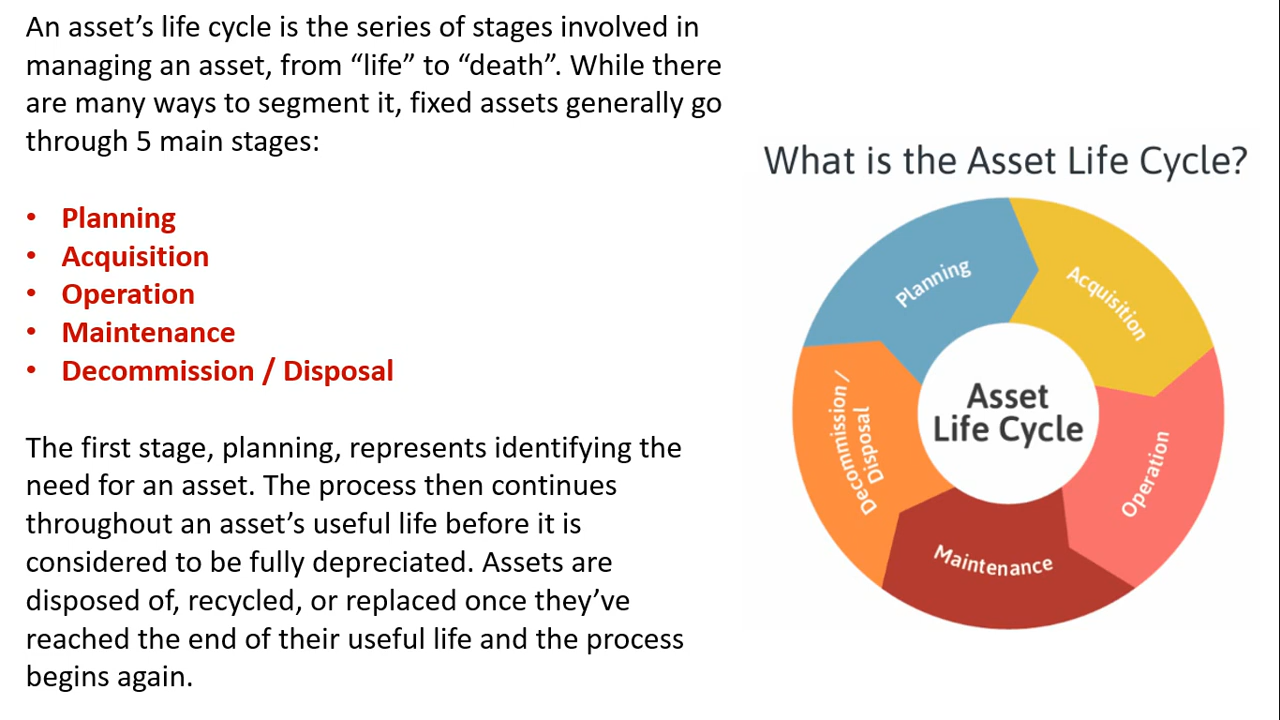 An asset’s life cycle is the series of stages involved in
managing an asset, from “life” to “death”. While there
are many ways to segment it, fixed assets generally go
through 5 main stages:
• Planning
• Acquisition
• Operation
• Maintenance
• Decommission / Disposal
The first stage, planning, represents identifying the
need for an asset. The process then continues
throughout an asset’s useful life before it is
considered to be fully depreciated. Assets are
disposed of, recycled, or replaced once they’ve
reached the end of their useful life and the process
begins again.
What is the Asset Life Cycle?
Planning
Acquisition
Operation
Maintenance
Decommission /
Disposal
Asset
Life Cycle